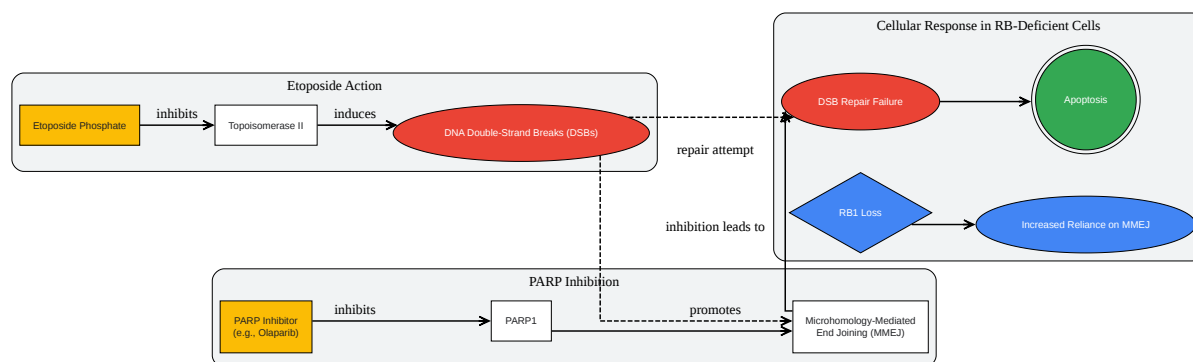 Cellular Response in RB-Deficient Cells
Etoposide Action
Etoposide Phosphate
inhibits
Topoisomerase II
induces
DNA Double-Strand Breaks (DSBs)
DSB Repair Failure
Apoptosis
repair attempt
RB1 Loss
Increased Reliance on MMEJ
inhibition leads to
PARP Inhibition
PARP Inhibitor
(e.g., Olaparib)
inhibits
PARP1
promotes
Microhomology-Mediated
End Joining (MMEJ)